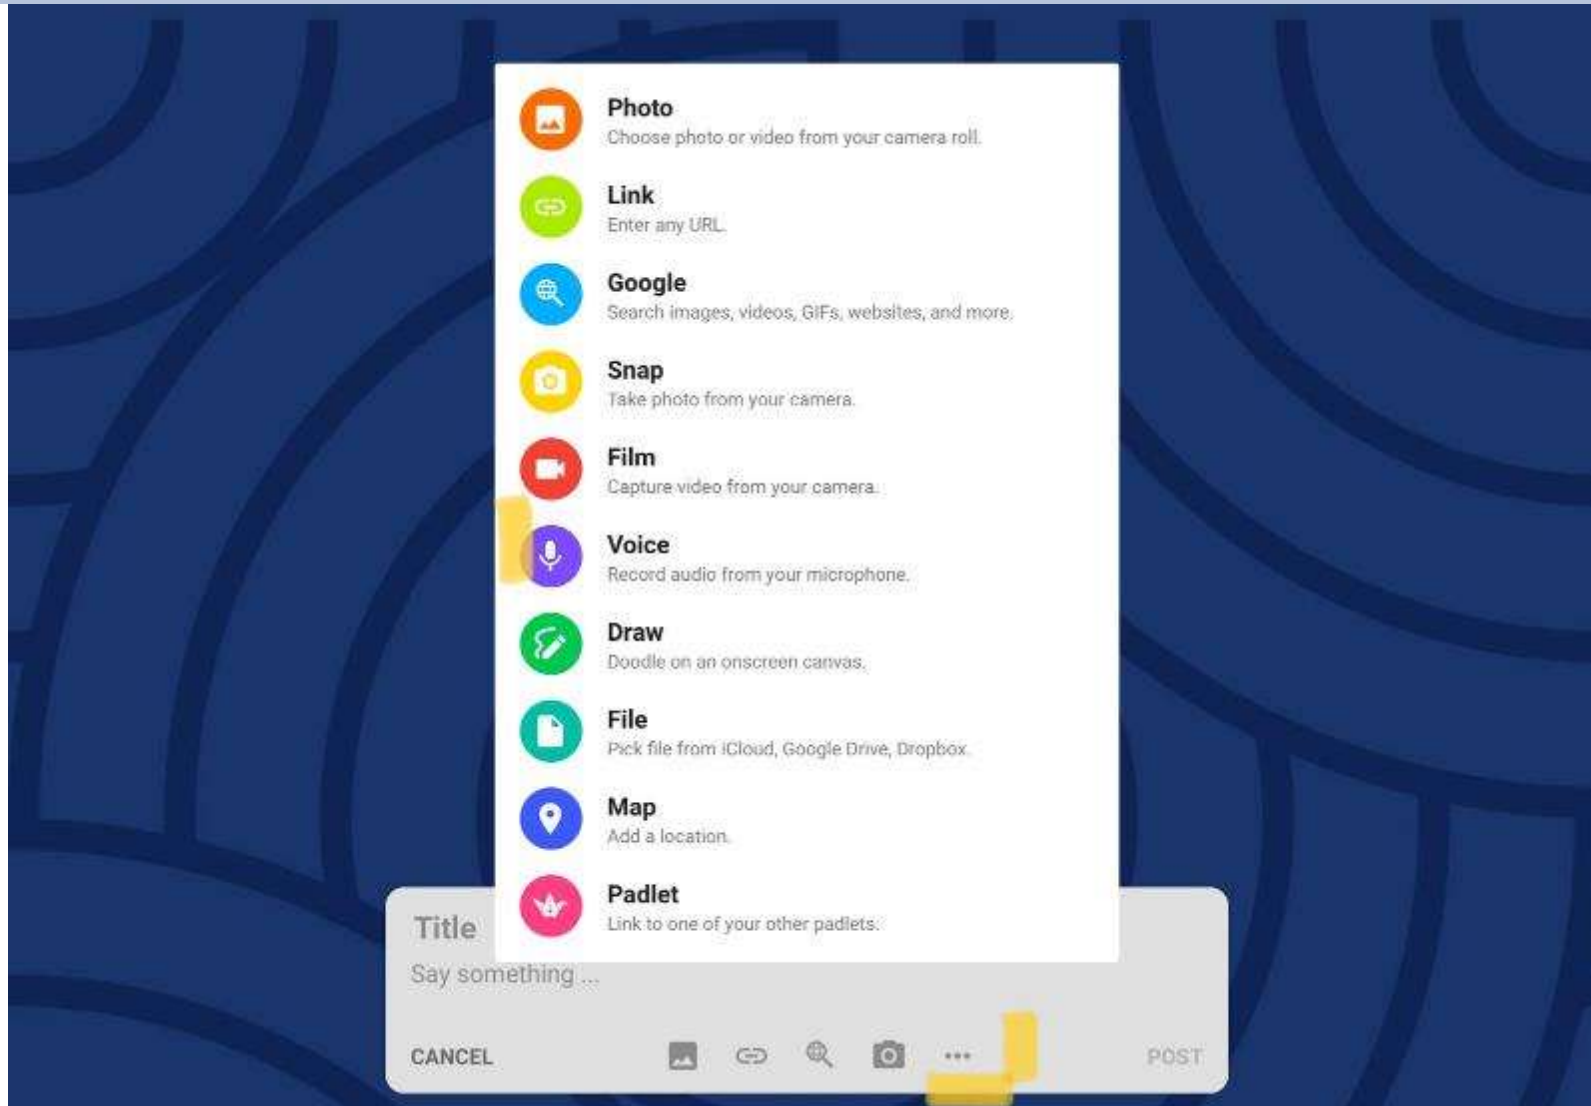 Photo
Choose photo or video from your camera roll.
Link
Enter any URL.
Google
Search images, videos, GIFs, websites, and more.
Snap
Take photo from your camera.
Film
Capture video from your camera.
Voice
Record audio from your microphone.
Draw
Doodle on an onscreen canvas.
File
Pick file from iCloud, Google Drive, Dropbox.
Map
Add a location.
Padlet
Link to one of your other padlets.
Title
Say something ...
CANCEL
POST